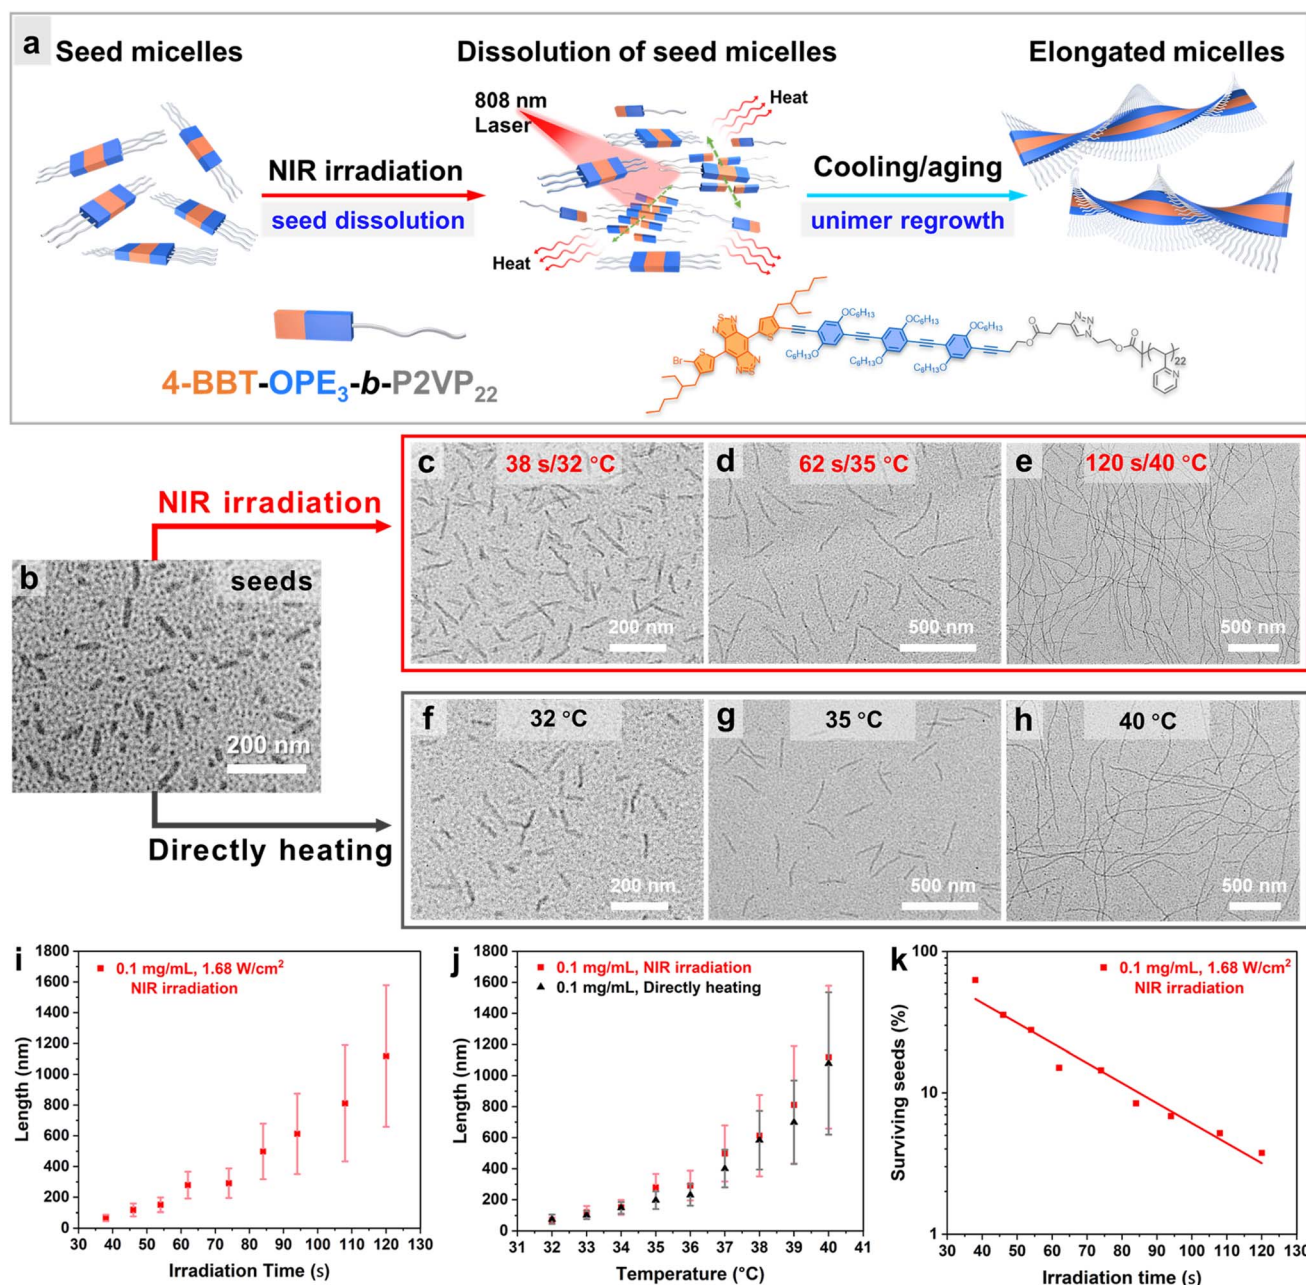 a
Seed micelles
Dissolution of seed micelles
Elongated micelles
808 nm
Laser
Heat
NIR irradiation
seed dissolution
Cooling/aging
unimer regrowth
Heat
4-BBT-OPE3-b-P2VP22
OC6H13
OC6H13
OC6H13
C6H13O
C6H13O
C6H13O
S
N
N
S
Br
S
N
N
S
O
O
N
N
N
O
O
22
N
NIR irradiation
c
38 s/32 °C
200 nm
d
62 s/35 °C
500 nm
e
120 s/40 °C
500 nm
b
seeds
200 nm
Directly heating
f
32 °C
200 nm
g
35 °C
500 nm
h
40 °C
500 nm
i
0.1 mg/mL, 1.68 W/cm2
NIR irradiation
Length (nm)
1800
1600
1400
1200
1000
800
600
400
200
0
30 40 50 60 70 80 90 100 110 120 130
Irradiation Time (s)
j
0.1 mg/mL, NIR irradiation
0.1 mg/mL, Directly heating
Length (nm)
1800
1600
1400
1200
1000
800
600
400
200
0
31 32 33 34 35 36 37 38 39 40 41
Temperature (°C)
k
0.1 mg/mL, 1.68 W/cm2
NIR irradiation
Surviving seeds (%)
100
10
1
30 40 50 60 70 80 90 100 110 120 130
Irradiation time (s)